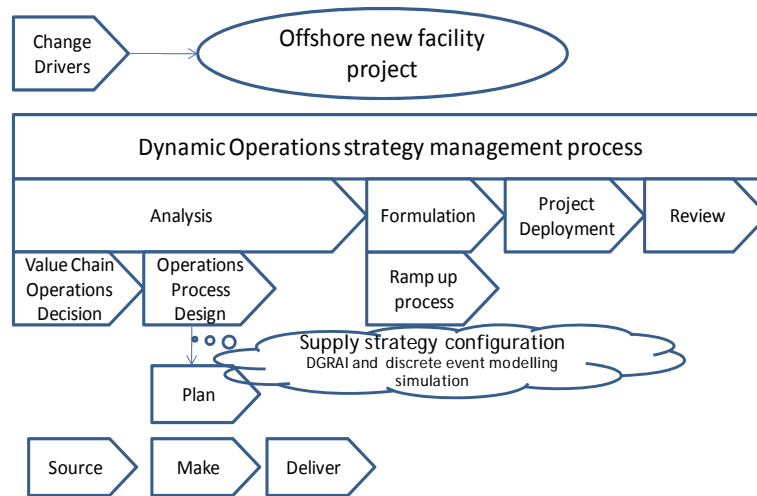 Change
Drivers
Offshore new facility
project
Dynamic Operations strategy management process
Analysis
Formulation
Project
Deployment
Review
Value Chain
Operations
Decision
Operations
Process
Design
Ramp up
process
Supply strategy configuration
DGRAI and discrete event modelling
simulation
Plan
Source
Make
Deliver